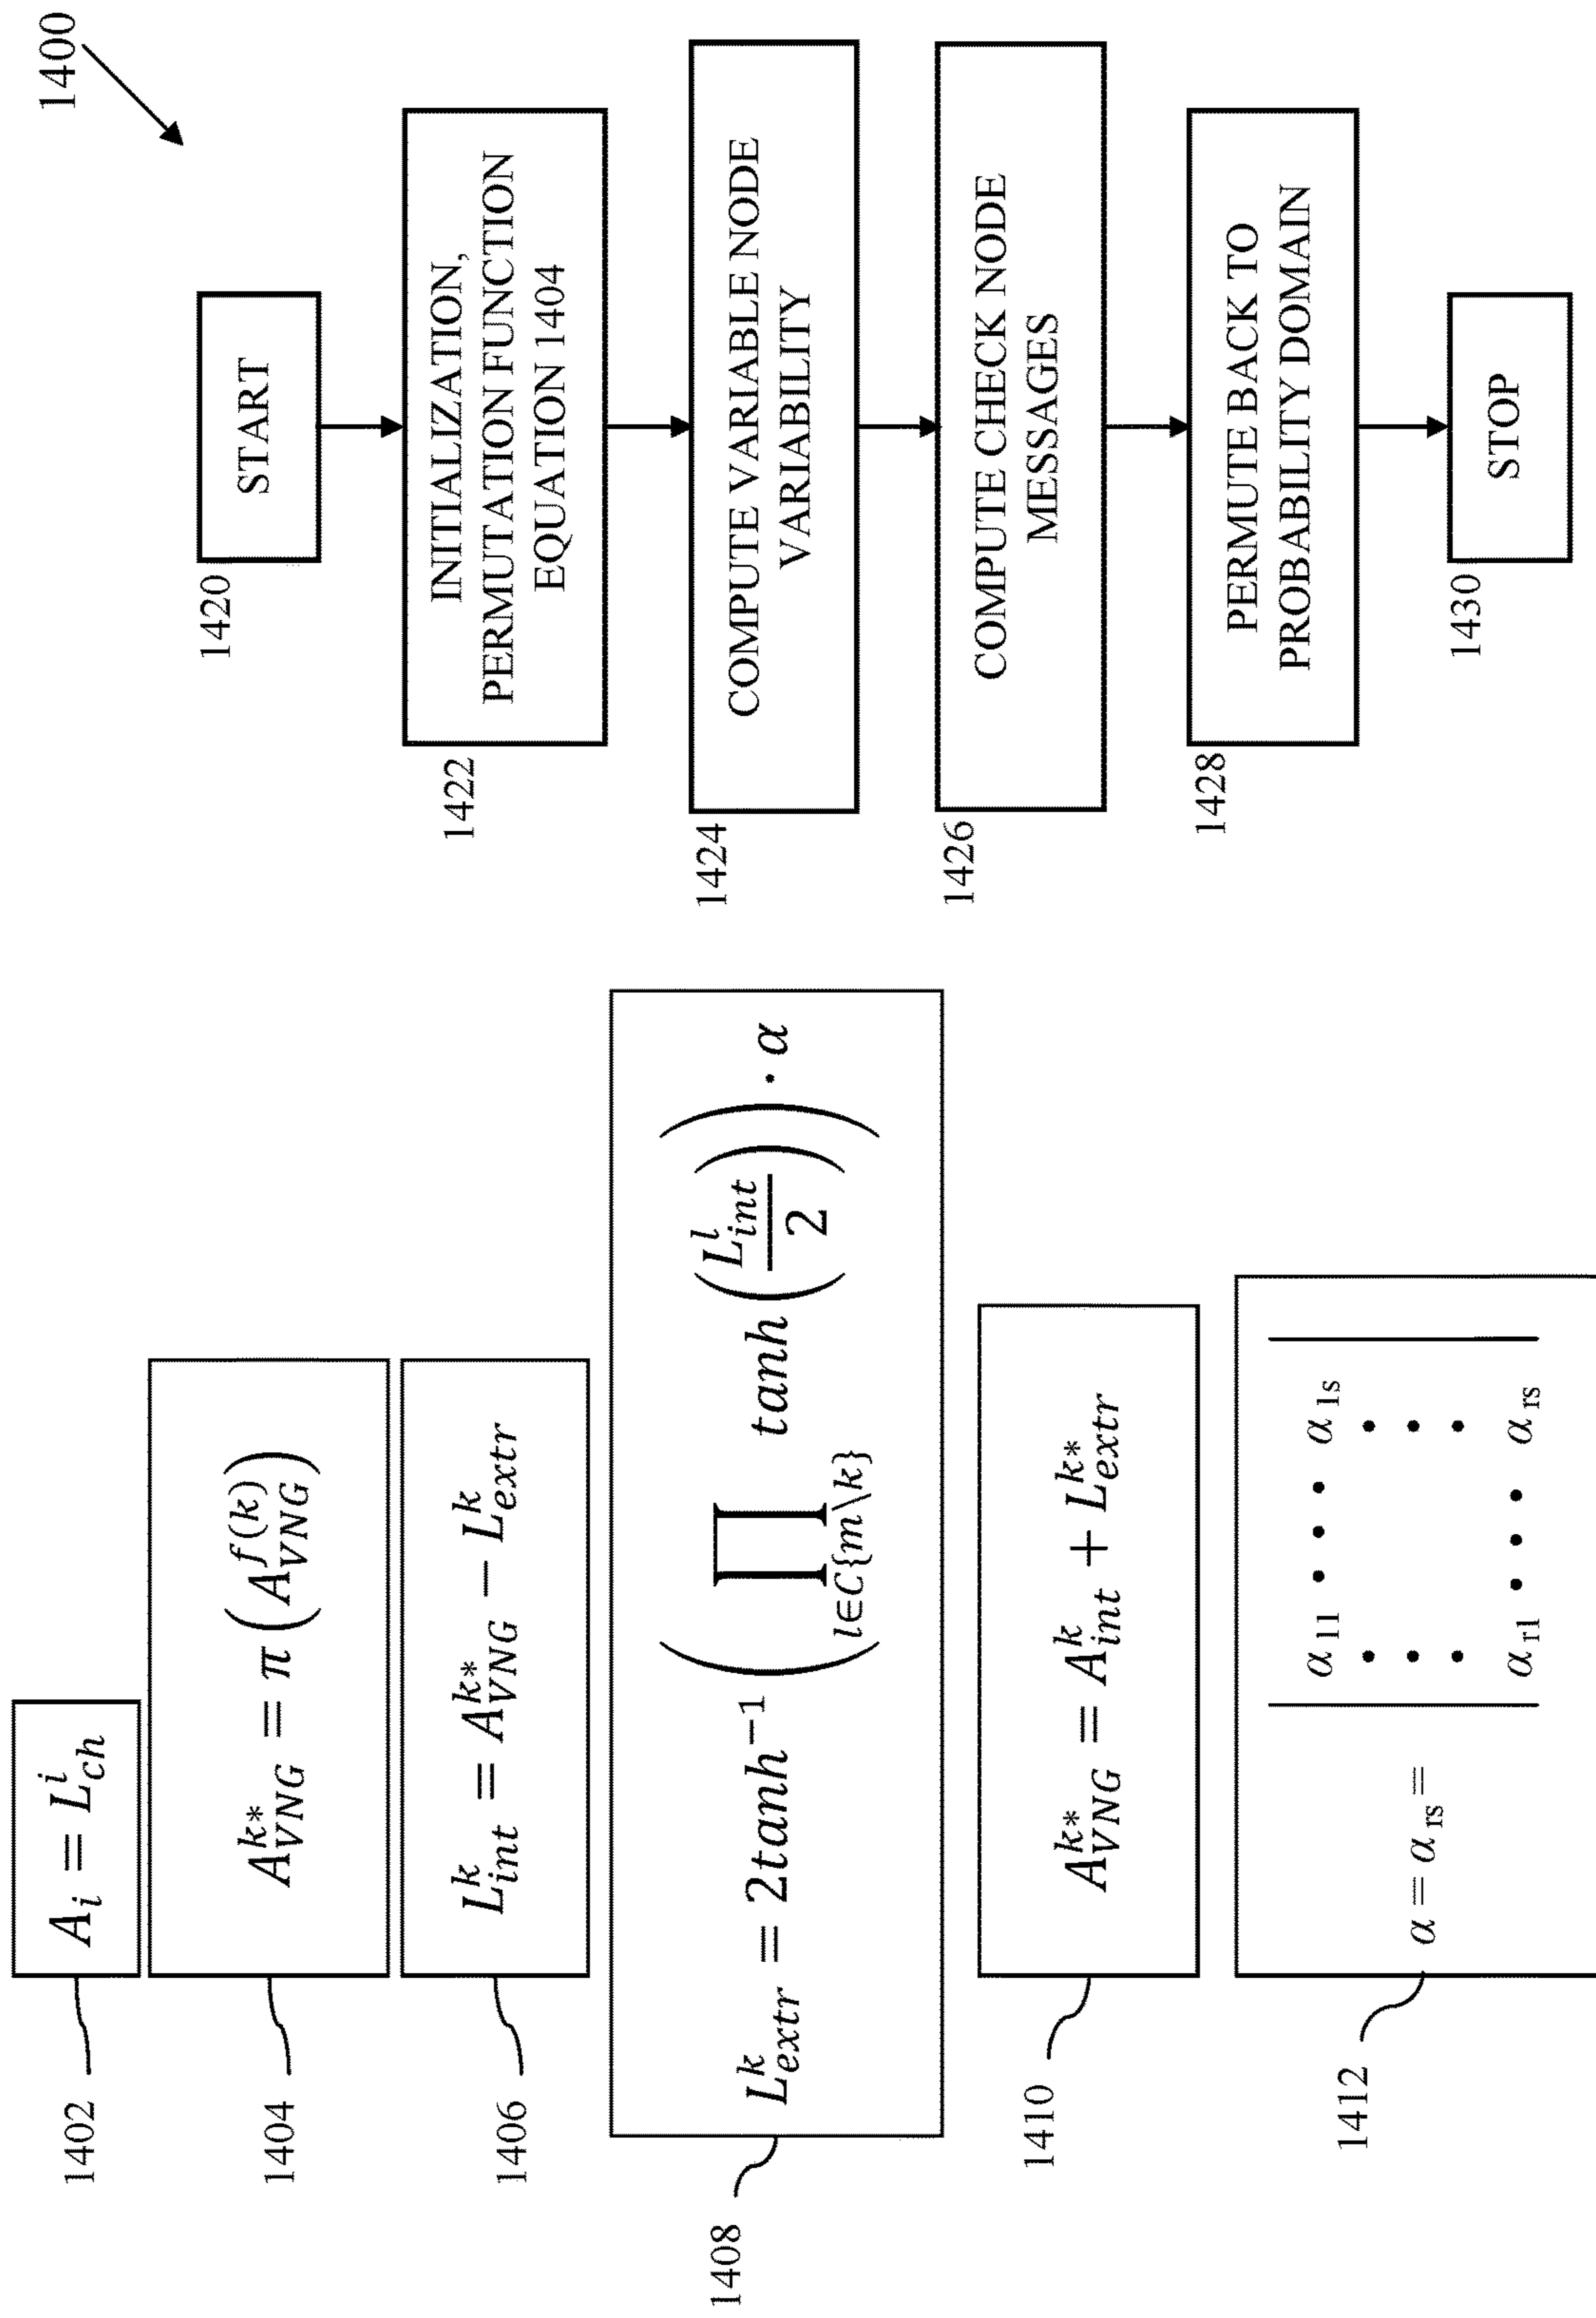 1400
1402
A_i = L_{ch}^i
1404
A_{VNG}^{k*} = π(A_{VNG}^{f(k)})
1406
L_{int}^k = A_{VNG}^{k*} − L_{extr}^k
1408
L_{extr}^k = 2tanh^{−1}(∏_{l∈C{m\k}} tanh(L_{int}^l / 2)) · α
1410
A_{VNG}^{k*} = A_{int}^k + L_{extr}^{k*}
1412
α = α_{rs} =
α_{11} • • • α_{1s}
• •
• •
• •
α_{r1} • • • α_{rs}
1420
START
1422
INITIALIZATION,
PERMUTATION FUNCTION
EQUATION 1404
1424
COMPUTE VARIABLE NODE
VARIABILITY
1426
COMPUTE CHECK NODE
MESSAGES
1428
PERMUTE BACK TO
PROBABILITY DOMAIN
1430
STOP